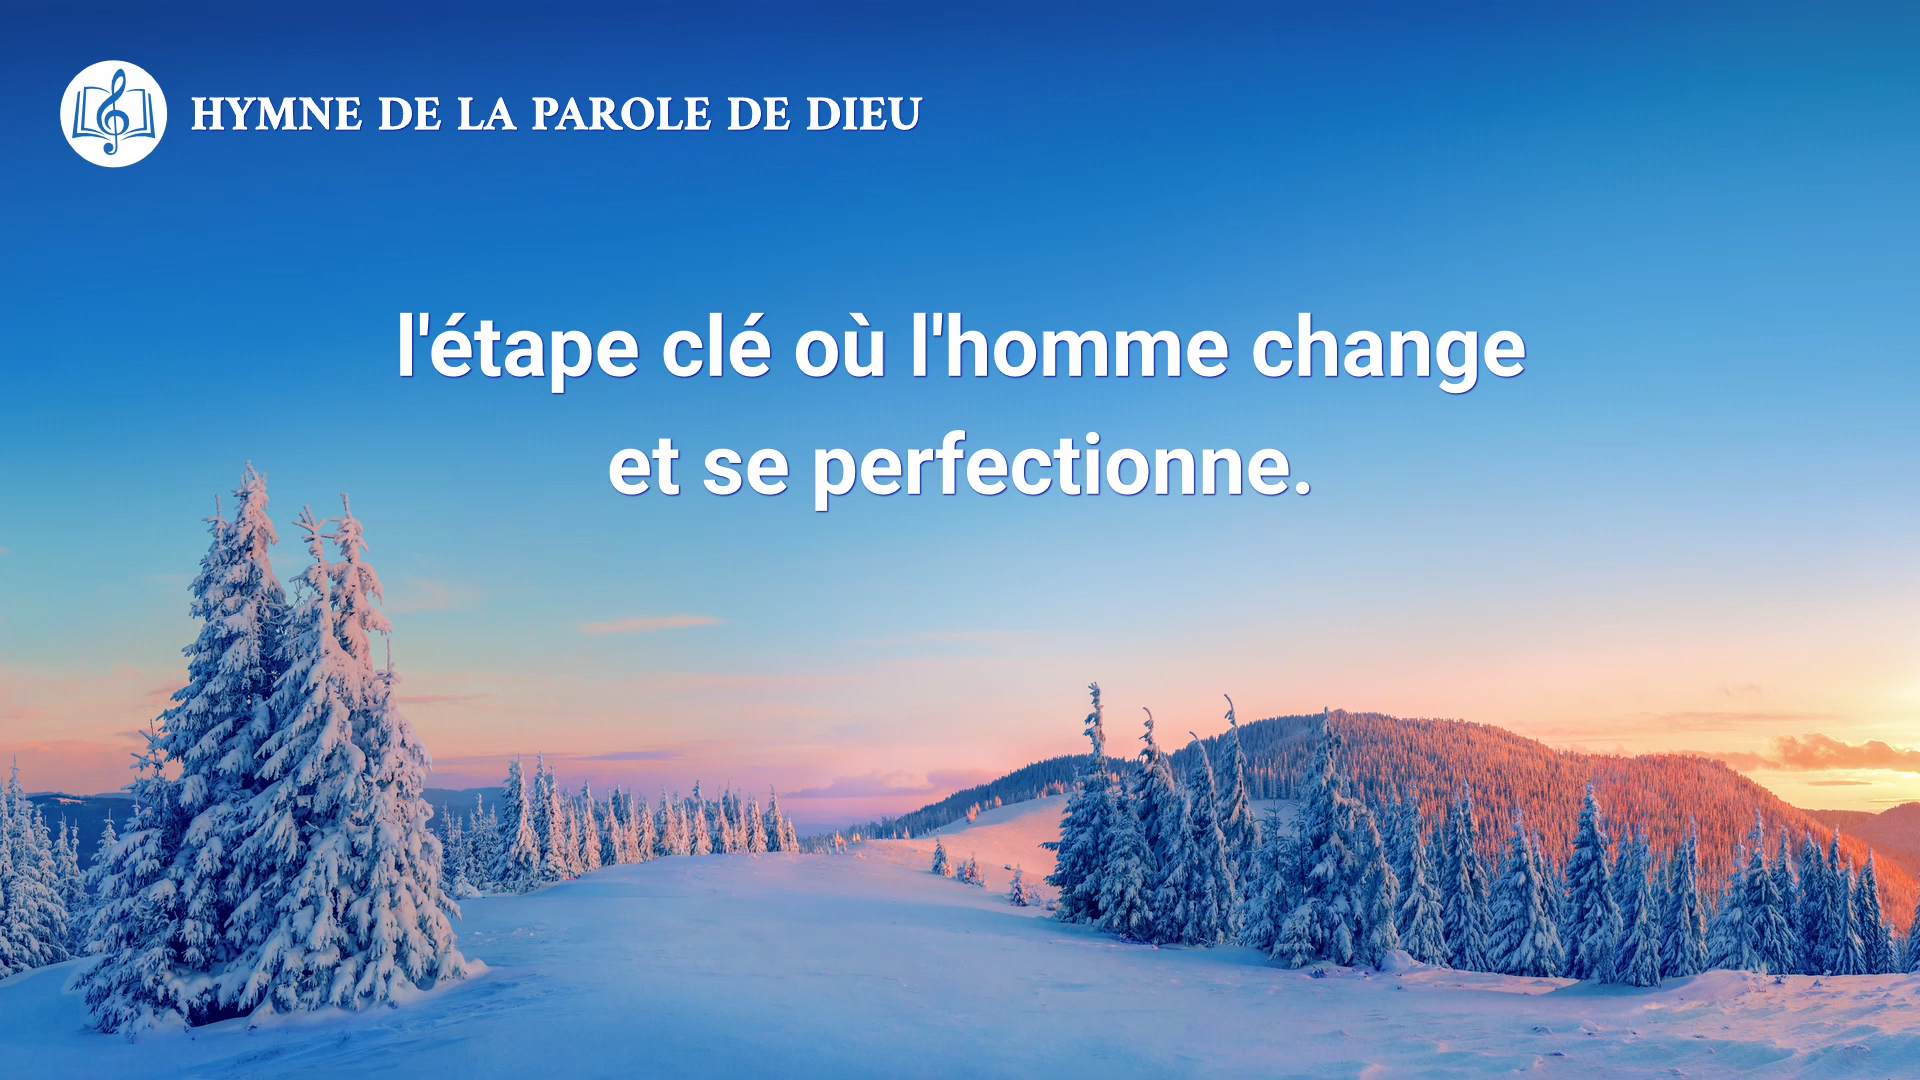 HYMNE DE LA PAROLE DE DIEU
l'étape clé où l'homme change
et se perfectionne.